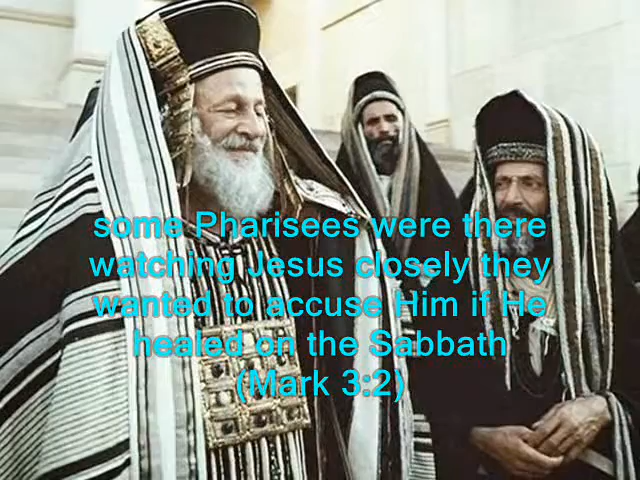 some Pharisees were there
watching Jesus closely they
wanted to accuse Him if He
healed on the Sabbath
(Mark 3:2)